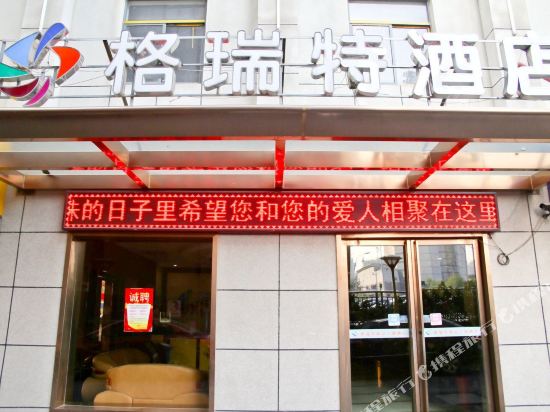 格瑞特酒店
殊的日子里希望您和您的爱人相聚在这里
诚聘
携程旅行